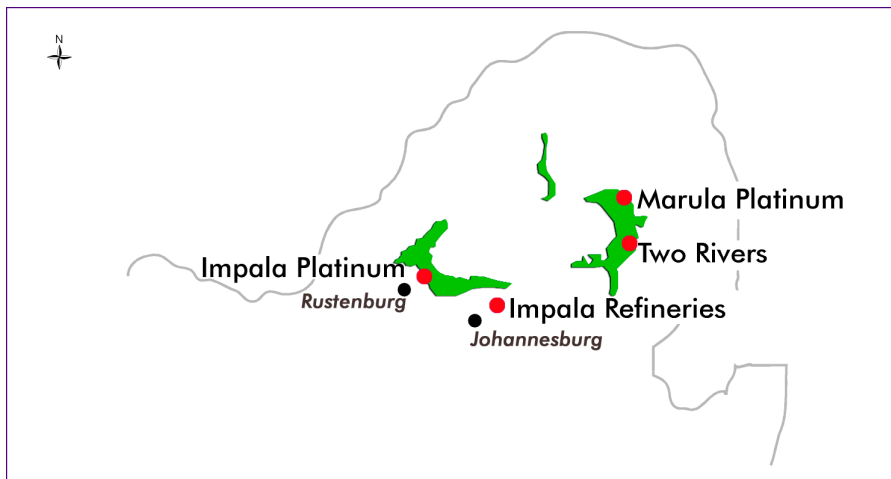 N
Marula Platinum
Two Rivers
Impala Platinum
Rustenburg
Impala Refineries
Johannesburg